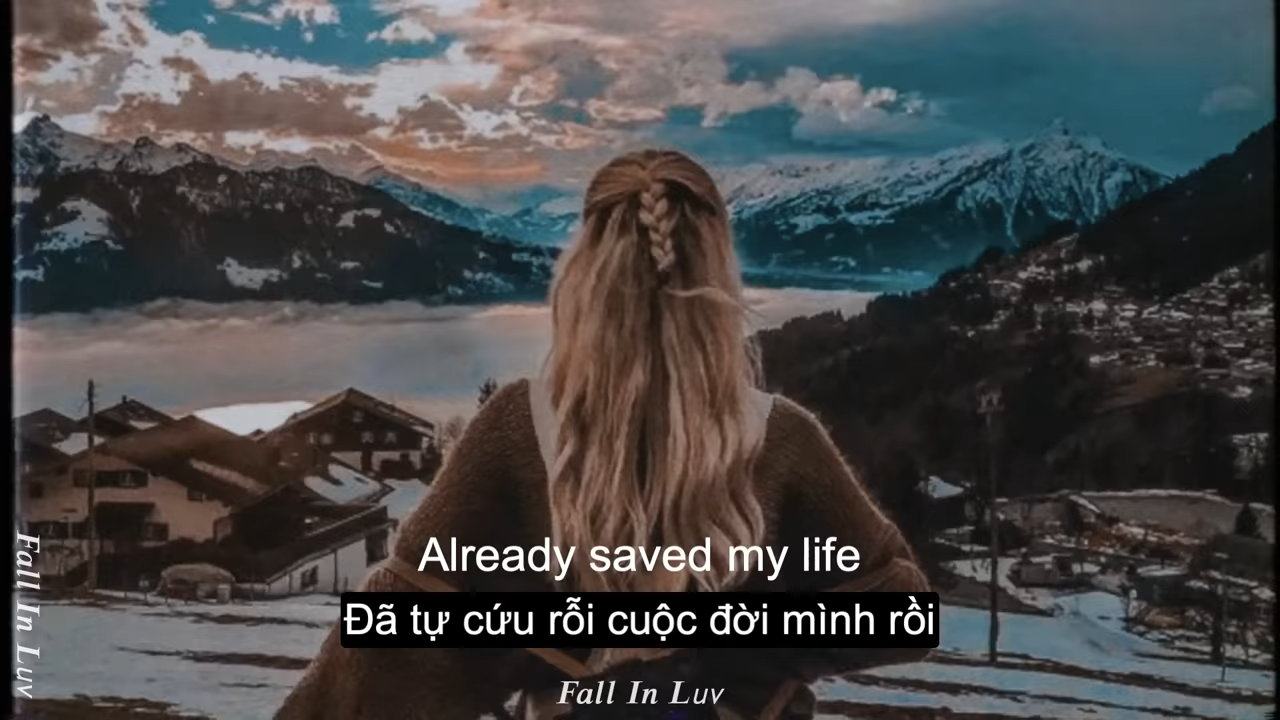 Already saved my life
Đã tự cứu rỗi cuộc đời mình rồi
Fall In Luv
Fall In Luv